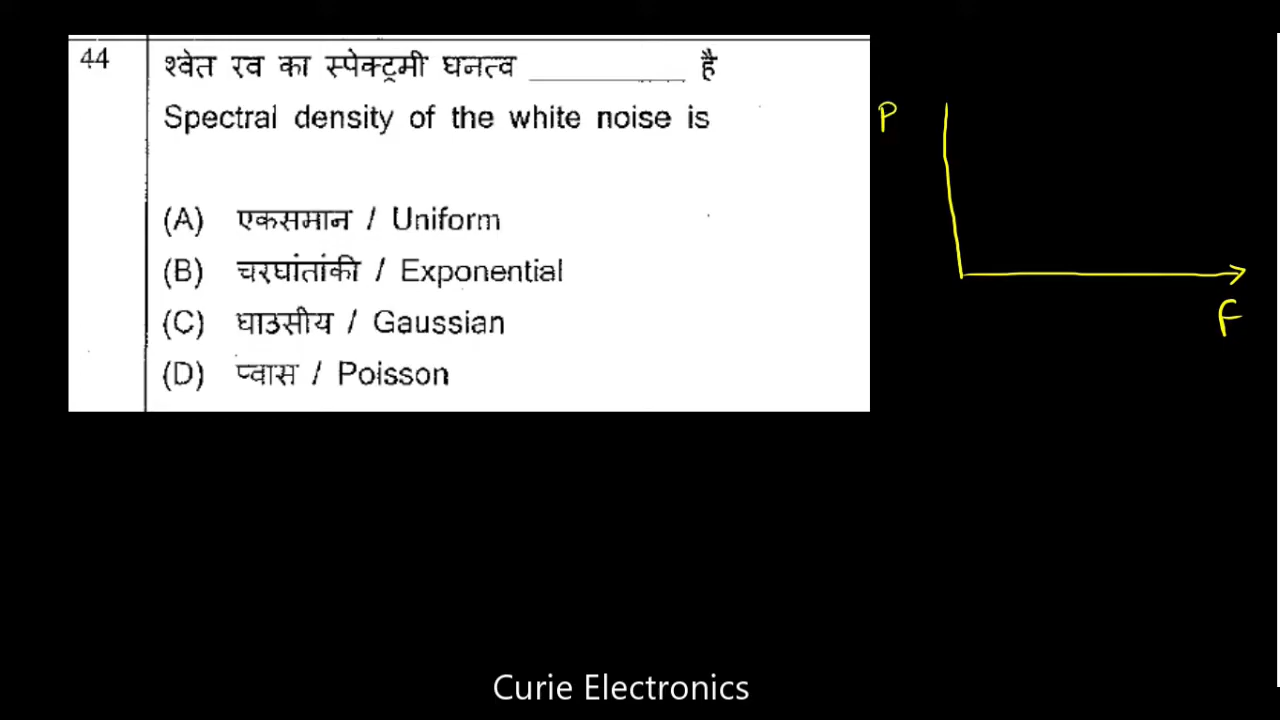 44
श्वेत रव का स्पेक्ट्रमी घनत्व __________ है
Spectral density of the white noise is
(A) एकसमान / Uniform
(B) चरघांतांकी / Exponential
(C) घाउसीय / Gaussian
(D) प्वास / Poisson
P
F
Curie Electronics